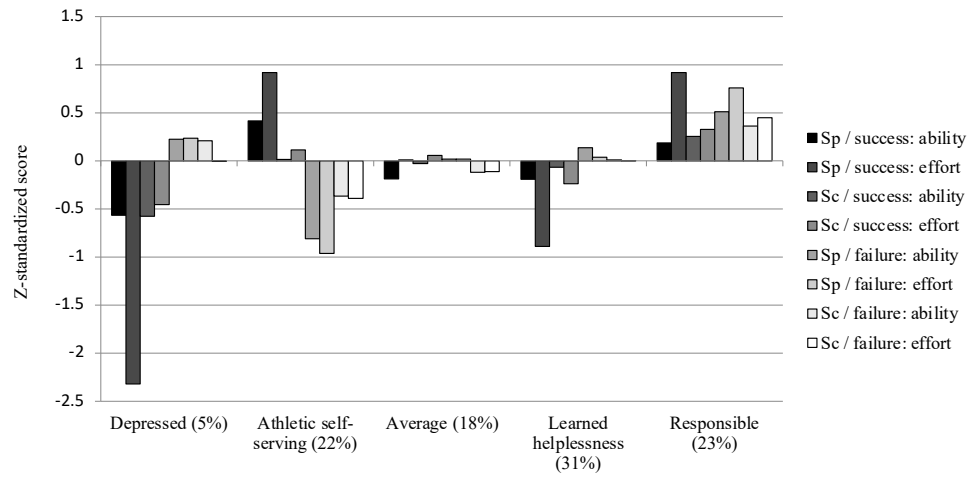 1.5
1
0.5
0
-0.5
-1
-1.5
-2
-2.5
Z-standardized score
Depressed (5%)
Athletic self-
serving (22%)
Average (18%)
Learned
helplessness
(31%)
Responsible
(23%)
Sp / success: ability
Sp / success: effort
Sc / success: ability
Sc / success: effort
Sp / failure: ability
Sp / failure: effort
Sc / failure: ability
Sc / failure: effort